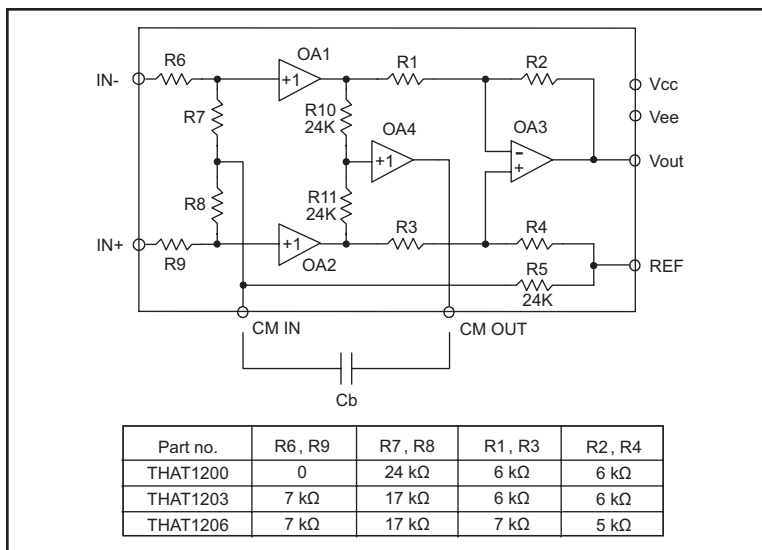 R6
OA1
R1
R2
IN-
+1
Vcc
R7
R10
24K
OA4
Vee
OA3
+1
-
+
Vout
R8
R11
24K
IN+
+1
R3
R4
R9
OA2
R5
24K
REF
CM IN
CM OUT
Cb
Part no. R6 , R9 R7 , R8 R1 , R3 R2 , R4
THAT1200 0 24 kΩ 6 kΩ 6 kΩ
THAT1203 7 kΩ 17 kΩ 6 kΩ 6 kΩ
THAT1206 7 kΩ 17 kΩ 7 kΩ 5 kΩ